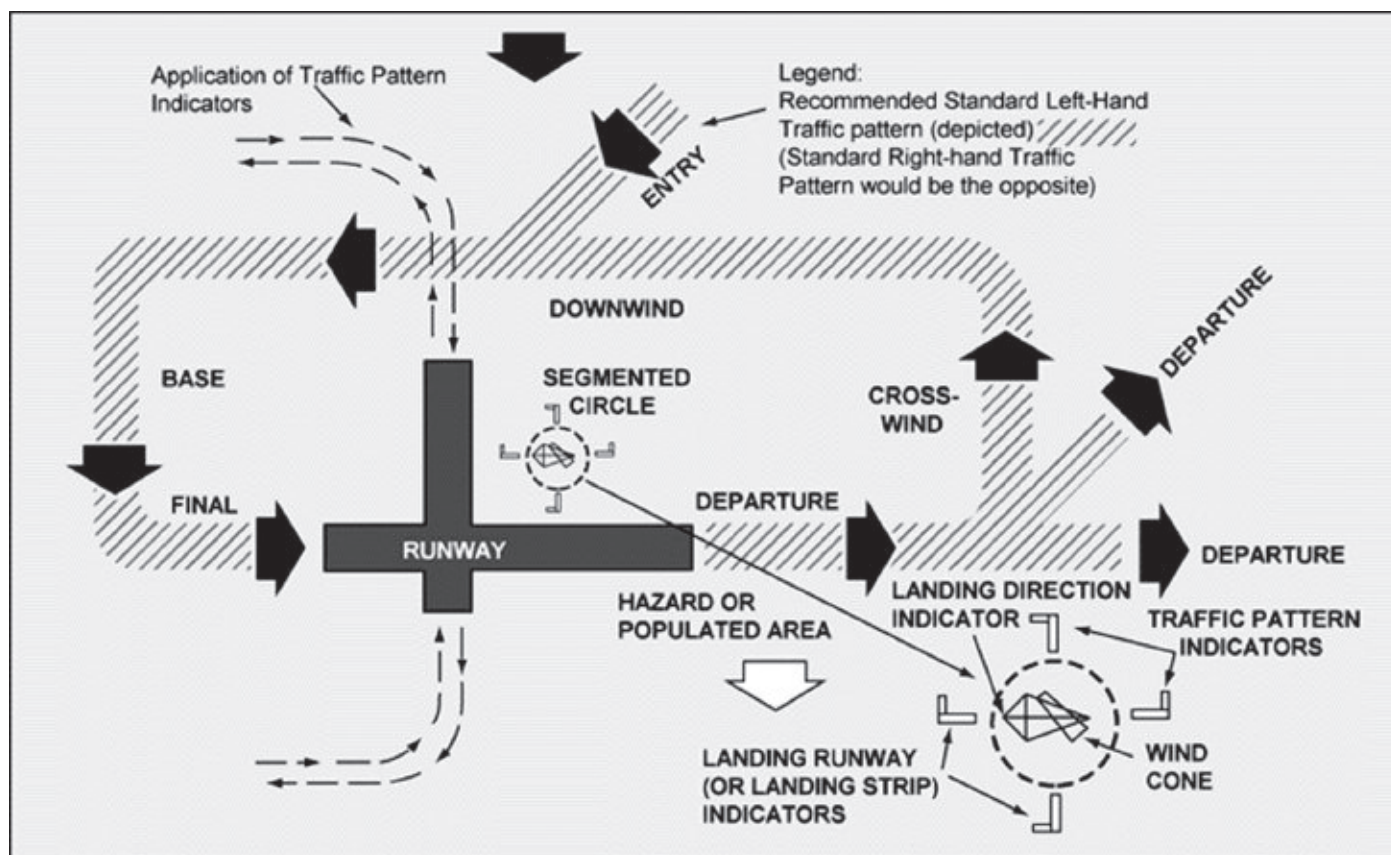 Application of Traffic Pattern
Indicators
Legend:
Recommended Standard Left-Hand
Traffic pattern (depicted)
(Standard Right-hand Traffic
Pattern would be the opposite)
ENTRY
DOWNWIND
DEPARTURE
BASE
SEGMENTED
CIRCLE
CROSS-
WIND
FINAL
DEPARTURE
RUNWAY
DEPARTURE
HAZARD OR
POPULATED AREA
LANDING DIRECTION
INDICATOR
TRAFFIC PATTERN
INDICATORS
LANDING RUNWAY
(OR LANDING STRIP)
INDICATORS
WIND
CONE